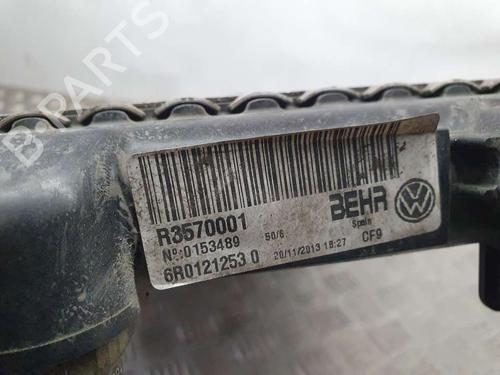 B-PARTS
R3570001
50/6
BEHR
Spain
Nº:0153489
20/11/2013 18:27
CF9
6R0121253 0